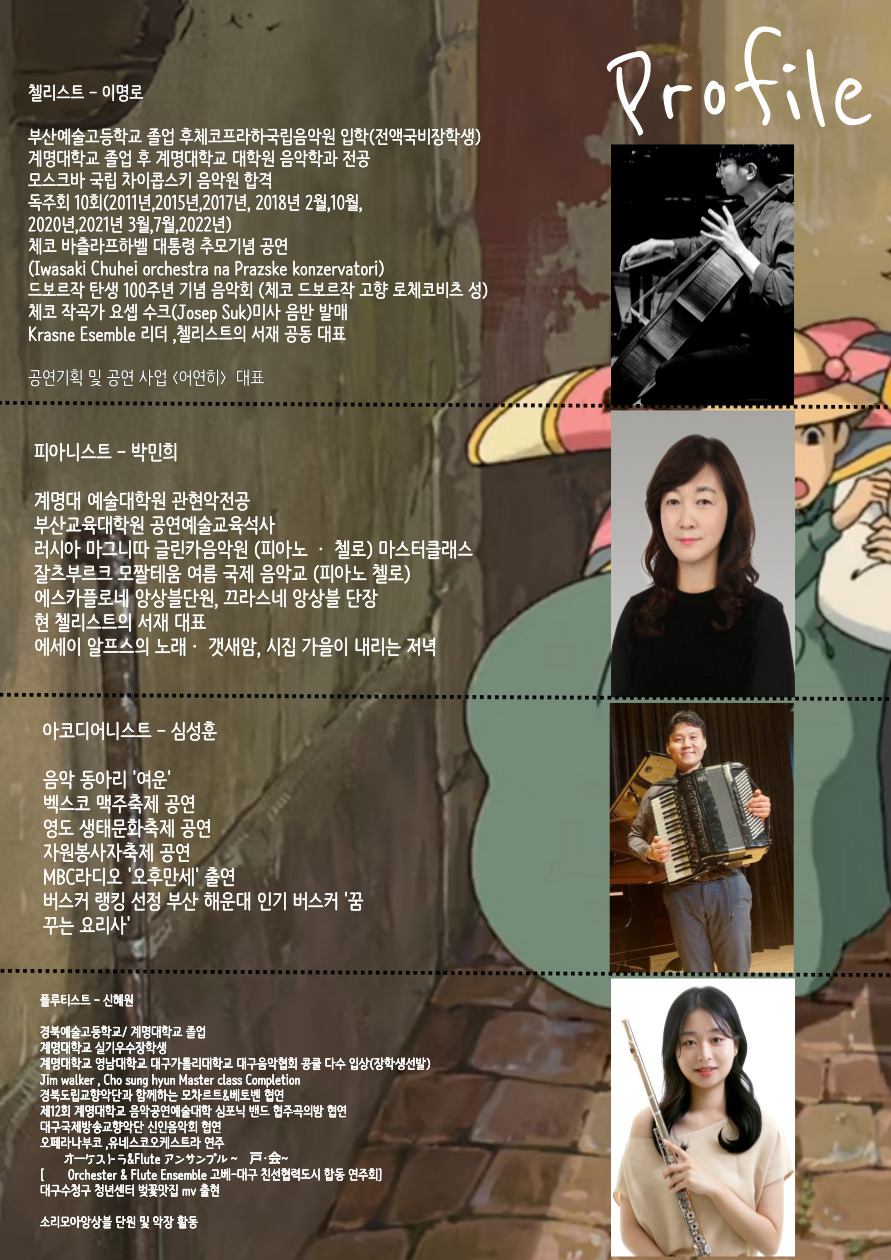 Profile
첼리스트 - 이명로
부산예술고등학교 졸업 후체코프라하국립음악원 입학(전액국비장학생)
계명대학교 졸업 후 계명대학교 대학원 음악학과 전공
모스크바 국립 차이콥스키 음악원 합격
독주회 10회(2011년,2015년,2017년, 2018년 2월,10월,
2020년,2021년 3월,7월,2022년)
체코 바츨라프하벨 대통령 추모기념 공연
(Iwasaki Chuhei orchestra na Prazske konzervatori)
드보르작 탄생 100주년 기념 음악회 (체코 드보르작 고향 로체코비츠 성)
체코 작곡가 요셉 수크(Josep Suk)미사 음반 발매
Krasne Esemble 리더 ,첼리스트의 서재 공동 대표
공연기획 및 공연 사업 <어연히> 대표
피아니스트 - 박민희
계명대 예술대학원 관현악전공
부산교육대학원 공연예술교육석사
러시아 마그니따 글린카음악원 (피아노 · 첼로) 마스터클래스
잘츠부르크 모짤테움 여름 국제 음악교 (피아노 첼로)
에스카플로네 앙상블단원, 끄라스네 앙상블 단장
현 첼리스트의 서재 대표
에세이 알프스의 노래 · 갯새암, 시집 가을이 내리는 저녁
아코디어니스트 - 심성훈
음악 동아리 '여운'
벡스코 맥주축제 공연
영도 생태문화축제 공연
자원봉사자축제 공연
MBC라디오 '오후만세' 출연
버스커 랭킹 선정 부산 해운대 인기 버스커 '꿈
꾸는 요리사'
플루티스트 - 신혜원
경북예술고등학교/ 계명대학교 졸업
계명대학교 실기우수장학생
계명대학교 영남대학교 대구가톨리대학교 대구음악협회 콩쿨 다수 입상(장학생선발)
Jim walker , Cho sung hyun Master class Completion
경북도립교향악단과 함께하는 모차르트&베토벤 협연
제12회 계명대학교 음악공연예술대학 심포닉 밴드 협주곡의밤 협연
대구국제방송교향악단 신인음악회 협연
오페라나부코 ,유네스코오케스트라 연주
オーケストラ&Flute アンサンブル ~ 戸·会~
[ Orchester & Flute Ensemble 고베-대구 친선협력도시 합동 연주회]
대구수청구 청년센터 벚꽃맛집 mv 출현
소리모아앙상블 단원 및 악장 활동